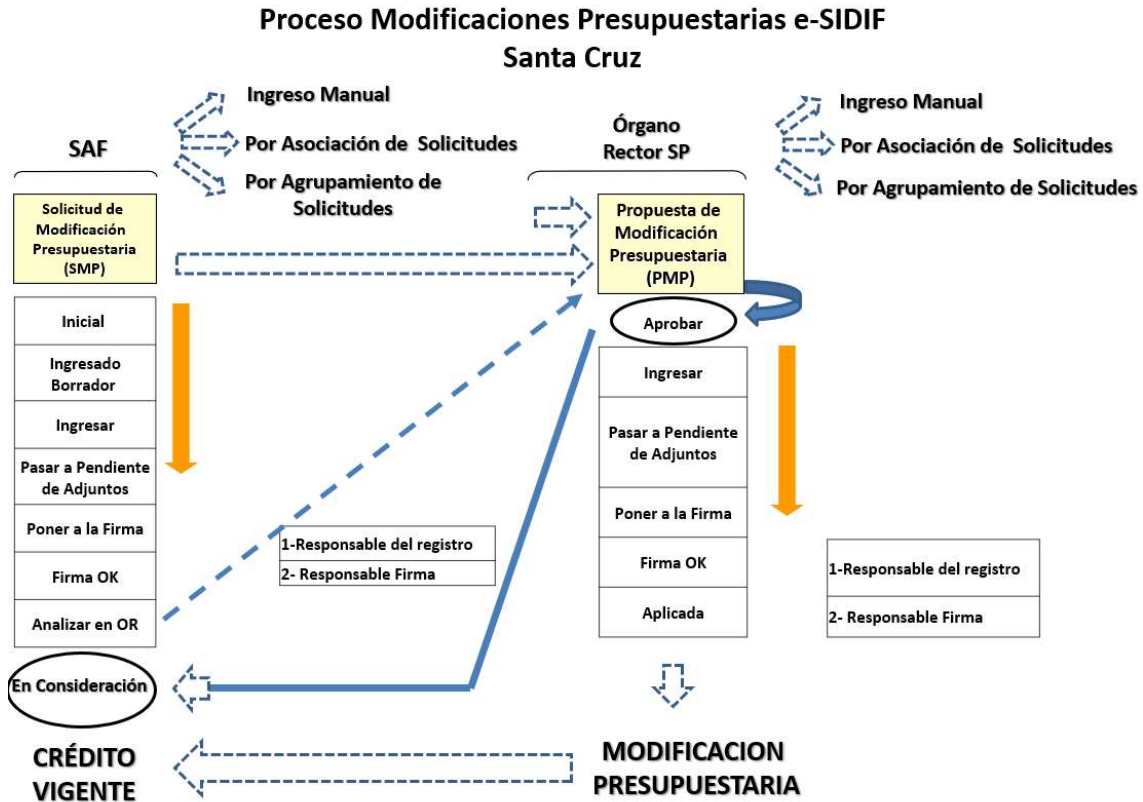 Proceso Modificaciones Presupuestarias e-SIDIF
Santa Cruz
SAF
Ingreso Manual
Por Asociación de Solicitudes
Por Agrupamiento de
Solicitudes
Órgano
Rector SP
Ingreso Manual
Por Asociación de Solicitudes
Por Agrupamiento de Solicitudes
Solicitud de
Modificación
Presupuestaria
(SMP)
Inicial
Ingresado
Borrador
Ingresar
Pasar a Pendiente
de Adjuntos
Poner a la Firma
Firma OK
Analizar en OR
En Consideración
CRÉDITO
VIGENTE
1-Responsable del registro
2- Responsable Firma
Propuesta de
Modificación
Presupuestaria
(PMP)
Aprobar
Ingresar
Pasar a Pendiente
de Adjuntos
Poner a la Firma
Firma OK
Aplicada
1-Responsable del registro
2- Responsable Firma
MODIFICACION
PRESUPUESTARIA